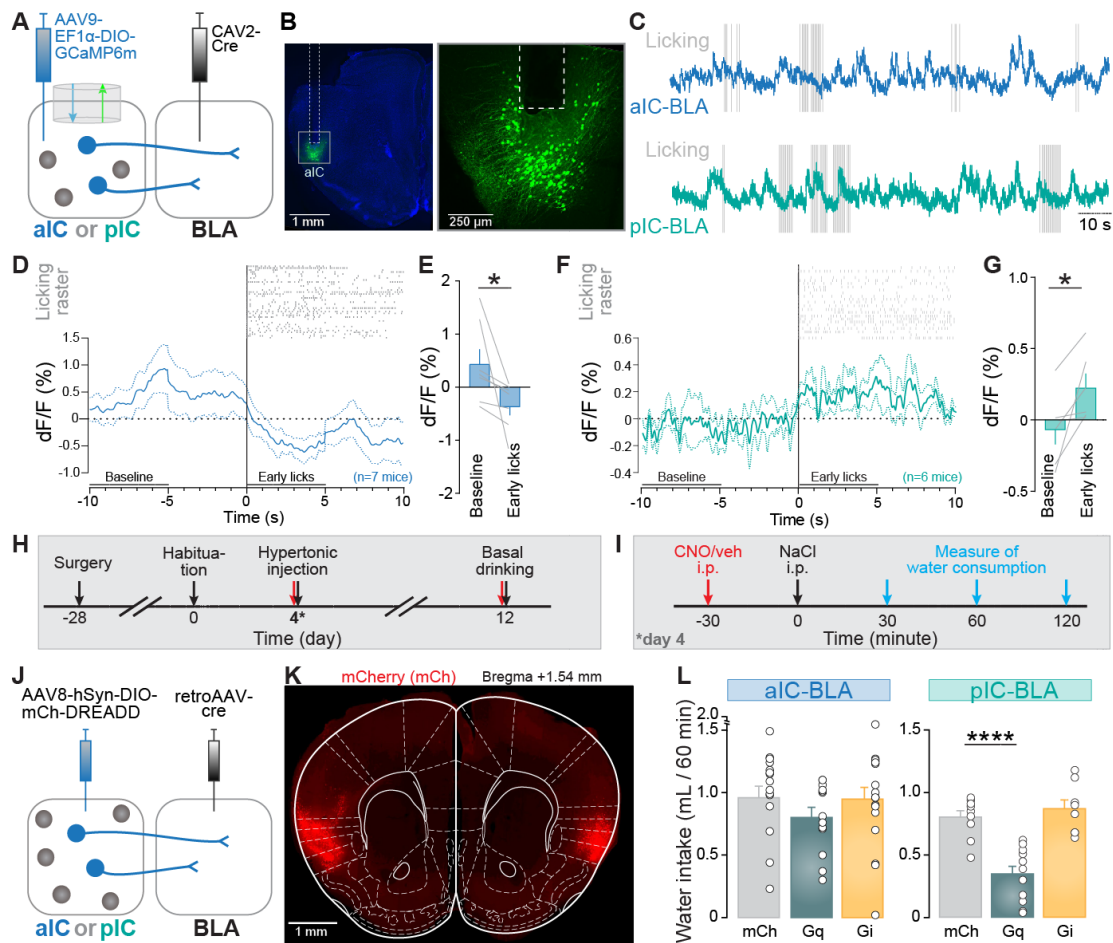 A
AAV9-
EF1α-DIO-
GCaMP6m
CAV2-
Cre
aIC or pIC
BLA
B
aIC
1 mm
250 µm
C
Licking
aIC-BLA
Licking
pIC-BLA
10 s
D
Licking
raster
dF/F (%)
1.5
1.0
0.5
0.0
-0.5
-1.0
Baseline
Early licks
(n=7 mice)
-10
-5
0
5
10
Time (s)
E
*
dF/F (%)
2
1
0
-1
-2
Baseline
Early licks
F
Licking
raster
dF/F (%)
0.6
0.4
0.2
0.0
-0.2
-0.4
Baseline
Early licks
(n=6 mice)
-10
-5
0
5
10
Time (s)
G
*
dF/F (%)
1.0
0.5
0
-0.5
Baseline
Early licks
H
Surgery
Habitua-
tion
Hypertonic
injection
Basal
drinking
-28
0
4*
12
Time (day)
I
CNO/veh
i.p.
NaCl
i.p.
Measure of
water consumption
-30
0
30
60
120
*day 4
Time (minute)
J
AAV8-hSyn-DIO-
mCh-DREADD
retroAAV-
cre
aIC or pIC
BLA
K
mCherry (mCh)
Bregma +1.54 mm
1 mm
L
aIC-BLA
pIC-BLA
Water intake (mL / 60 min)
2.0
1.5
1.0
0.5
0
mCh
Gq
Gi
1.5
1.0
0.5
0
****
mCh
Gq
Gi